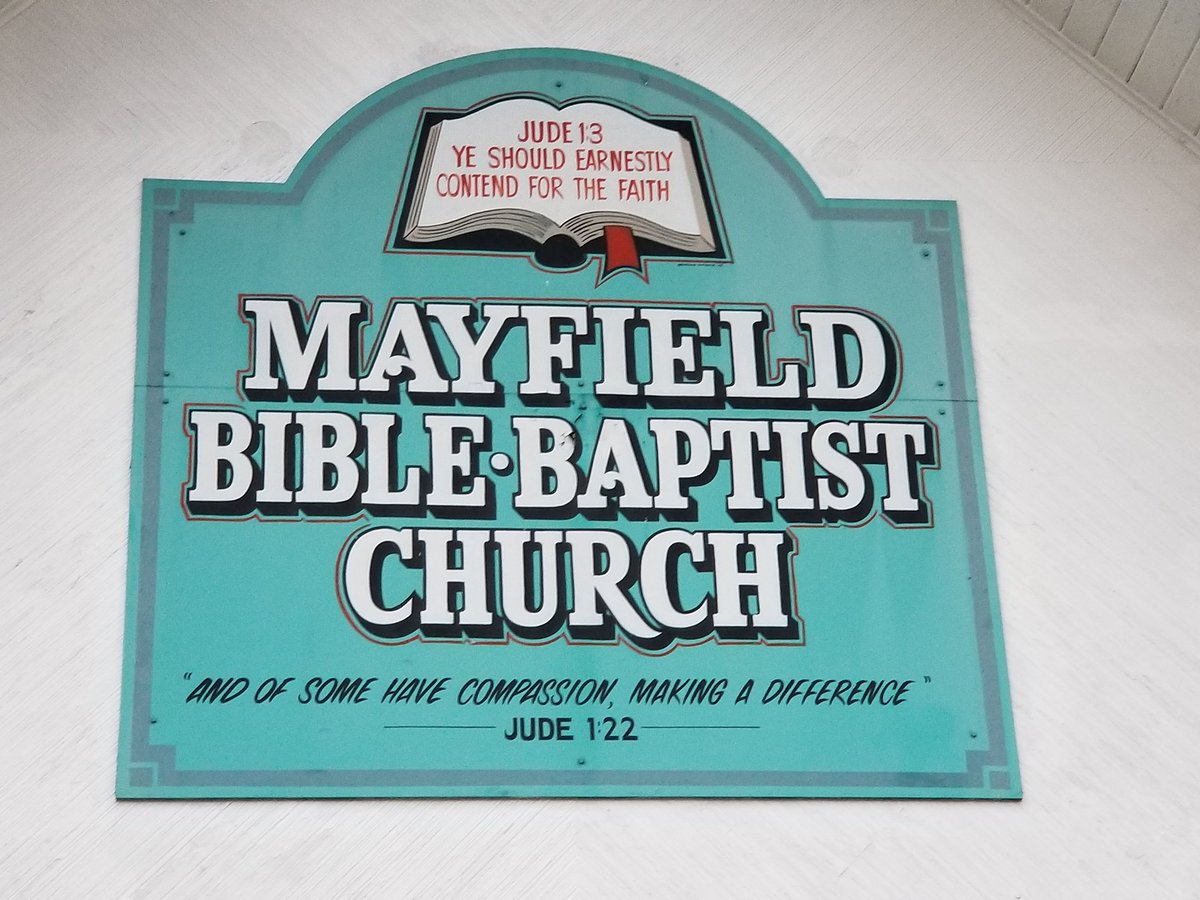 JUDE 1:3
YE SHOULD EARNESTLY
CONTEND FOR THE FAITH
MAYFIELD
BIBLE·BAPTIST
CHURCH
"AND OF SOME HAVE COMPASSION, MAKING A DIFFERENCE"
JUDE 1:22